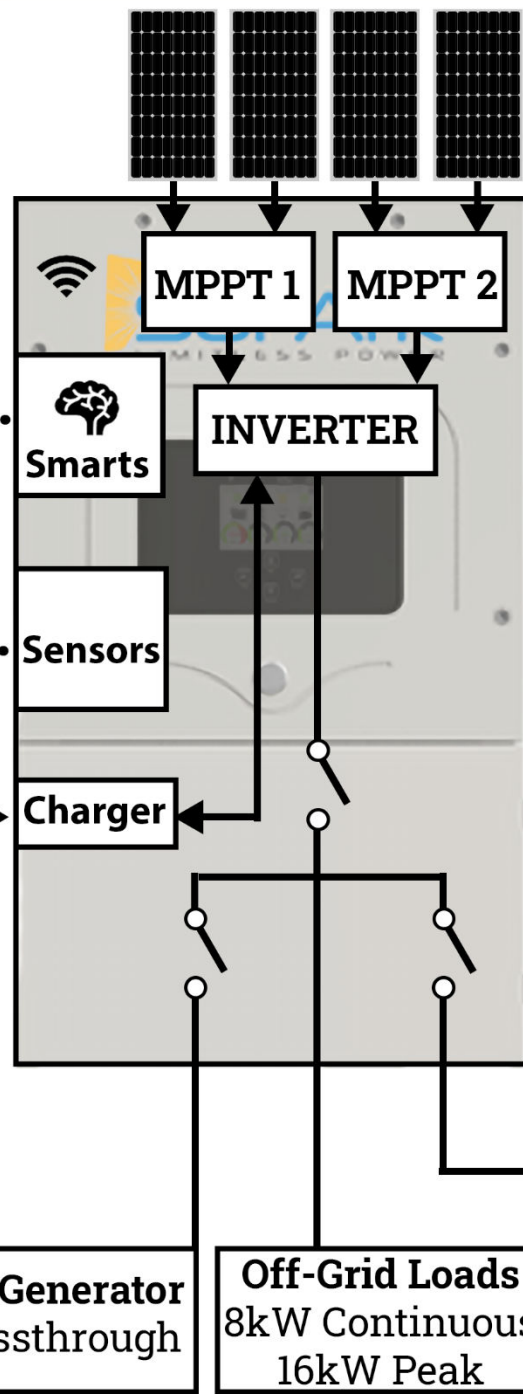 MPPT 1
MPPT 2
INVERTER
Smarts
Sensors
Charger
Generator
ssthrough
Off-Grid Loads
8kW Continuous
16kW Peak